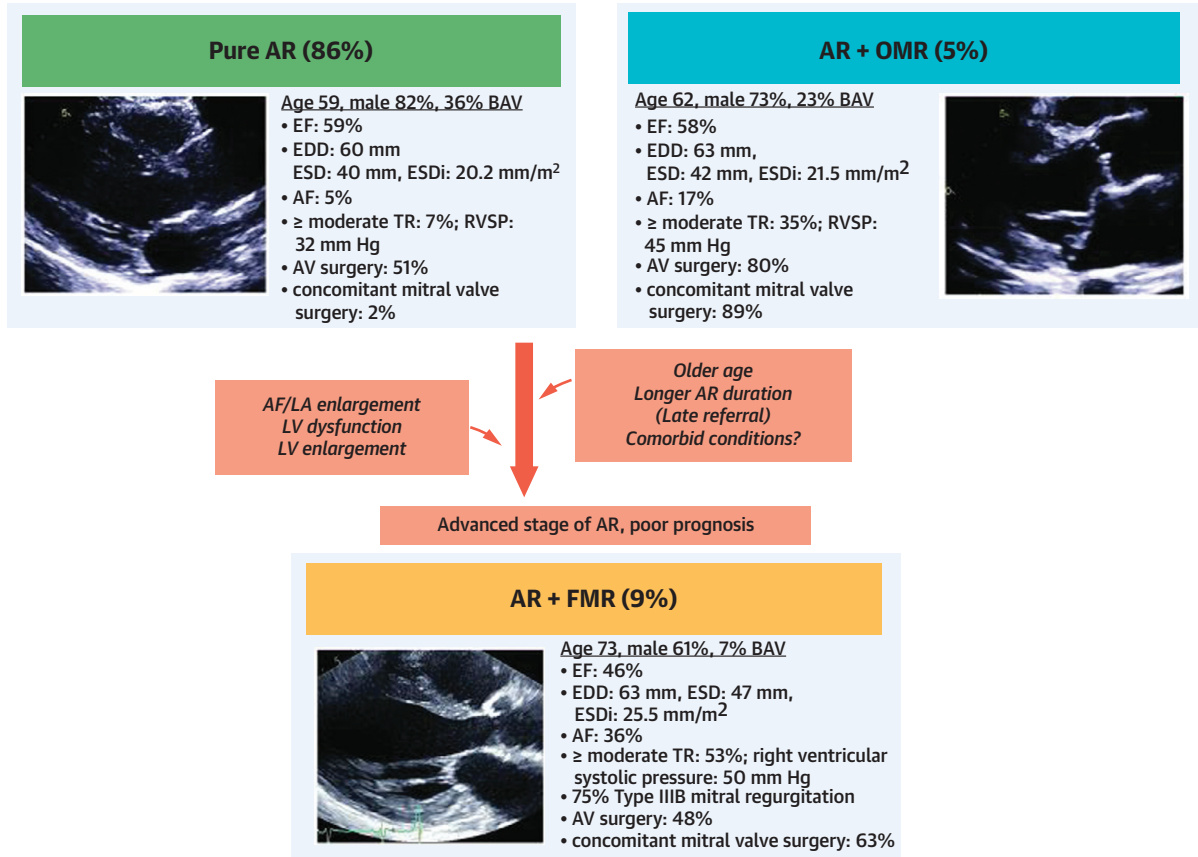 Pure AR (86%)
Age 59, male 82%, 36% BAV
• EF: 59%
• EDD: 60 mm
ESD: 40 mm, ESDi: 20.2 mm/m²
• AF: 5%
• ≥ moderate TR: 7%; RVSP:
32 mm Hg
• AV surgery: 51%
• concomitant mitral valve
surgery: 2%
AR + OMR (5%)
Age 62, male 73%, 23% BAV
• EF: 58%
• EDD: 63 mm,
ESD: 42 mm, ESDi: 21.5 mm/m²
• AF: 17%
• ≥ moderate TR: 35%; RVSP:
45 mm Hg
• AV surgery: 80%
• concomitant mitral valve
surgery: 89%
AF/LA enlargement
LV dysfunction
LV enlargement
Older age
Longer AR duration
(Late referral)
Comorbid conditions?
Advanced stage of AR, poor prognosis
AR + FMR (9%)
Age 73, male 61%, 7% BAV
• EF: 46%
• EDD: 63 mm, ESD: 47 mm,
ESDi: 25.5 mm/m²
• AF: 36%
• ≥ moderate TR: 53%; right ventricular
systolic pressure: 50 mm Hg
• 75% Type IIIB mitral regurgitation
• AV surgery: 48%
• concomitant mitral valve surgery: 63%